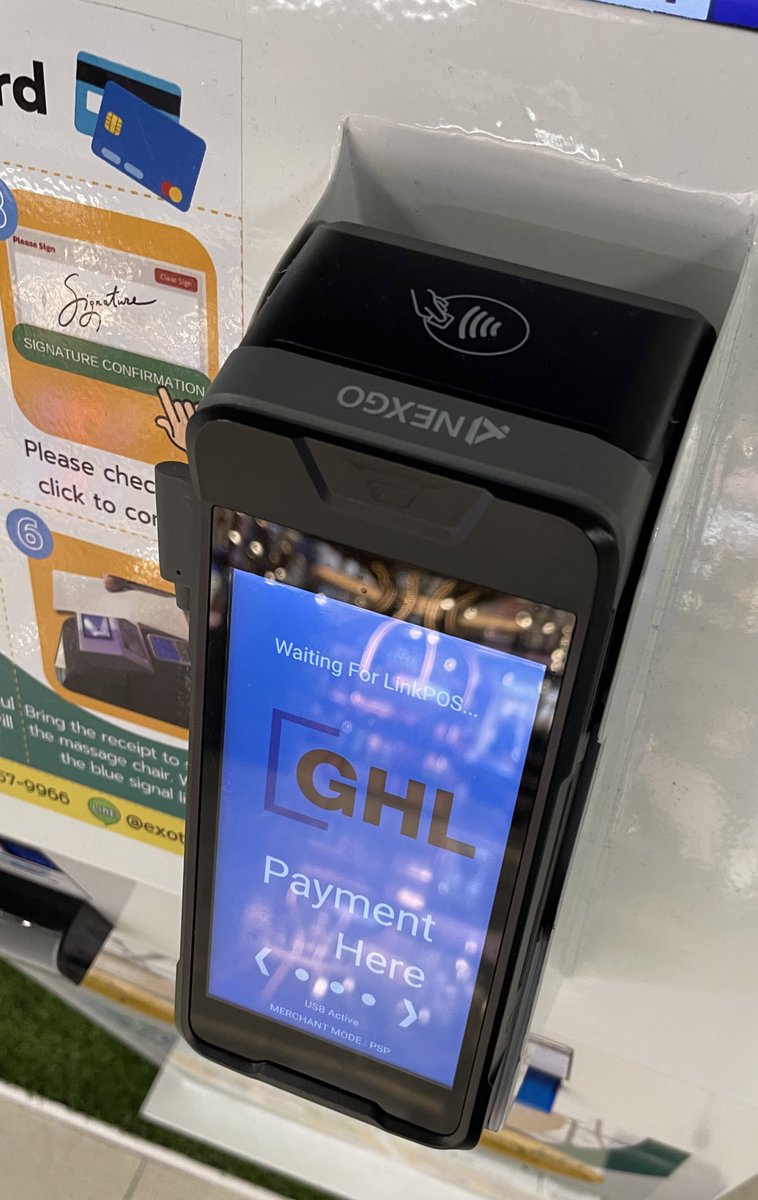 rd
Please Sign
Clear Sign
Signature
SIGNATURE CONFIRMATION
Please chec
click to con
6
Bring the receipt to
the massage chair. W
the blue signal li
57-9966
LINE
@exot
NEXGO
Waiting For LinkPOS...
GHL
Payment
Here
USB Active
MERCHANT MODE : PSP